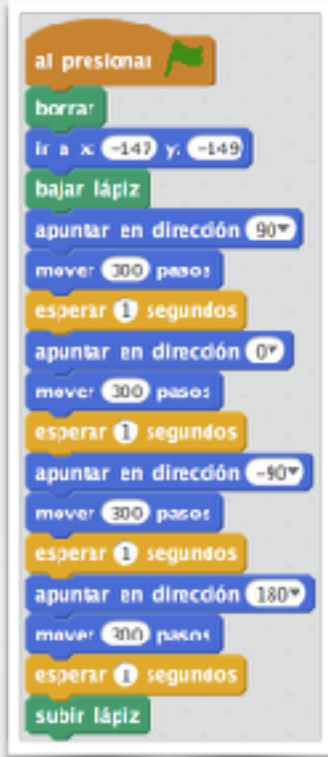 al presionar
borrar
ir a x: -147 y: -149
bajar lápiz
apuntar en dirección 90
mover 300 pasos
esperar 1 segundos
apuntar en dirección 0
mover 300 pasos
esperar 1 segundos
apuntar en dirección -90
mover 300 pasos
esperar 1 segundos
apuntar en dirección 180
mover 300 pasos
esperar 1 segundos
subir lápiz